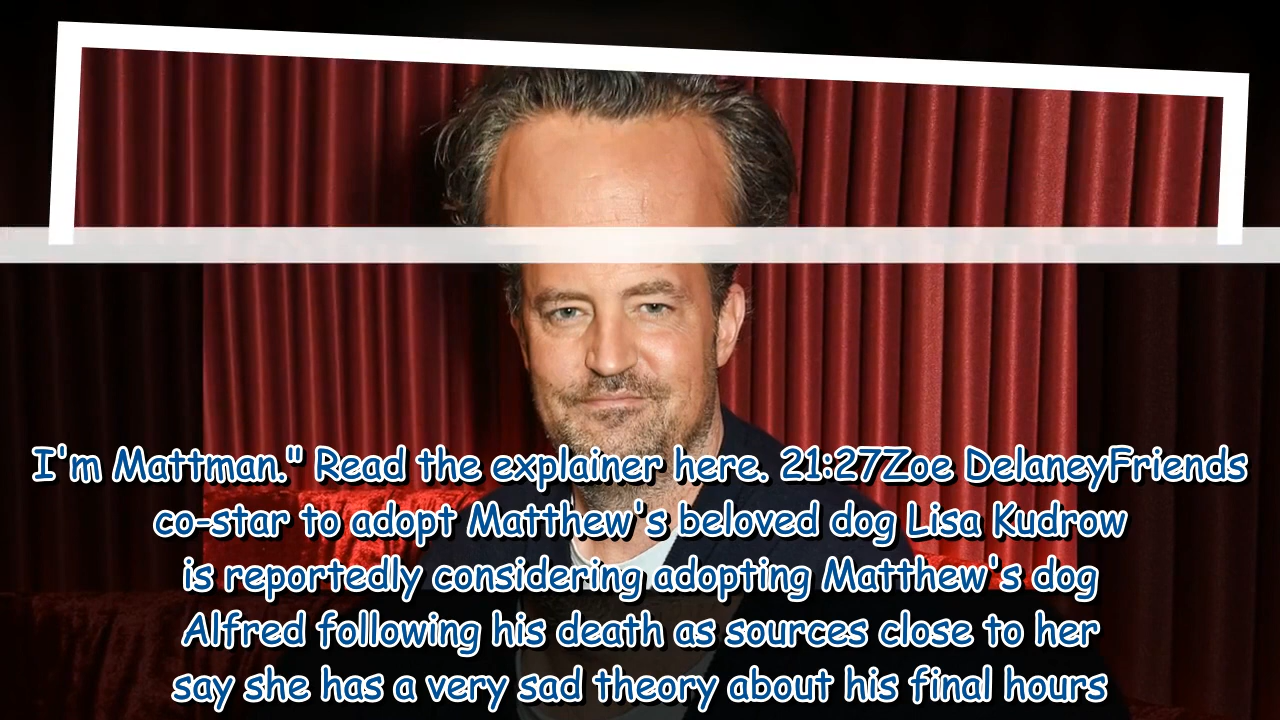 I'm Mattman." Read the explainer here. 21:27Zoe DelaneyFriends
co-star to adopt Matthew's beloved dog Lisa Kudrow
is reportedly considering adopting Matthew's dog
Alfred following his death as sources close to her
say she has a very sad theory about his final hours